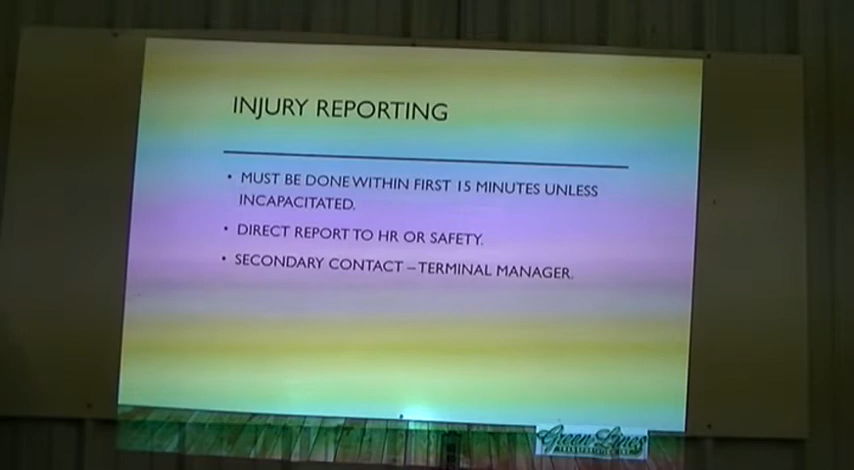 INJURY REPORTING
• MUST BE DONE WITHIN FIRST 15 MINUTES UNLESS
INCAPACITATED.
• DIRECT REPORT TO HR OR SAFETY.
• SECONDARY CONTACT – TERMINAL MANAGER.
Green Lines